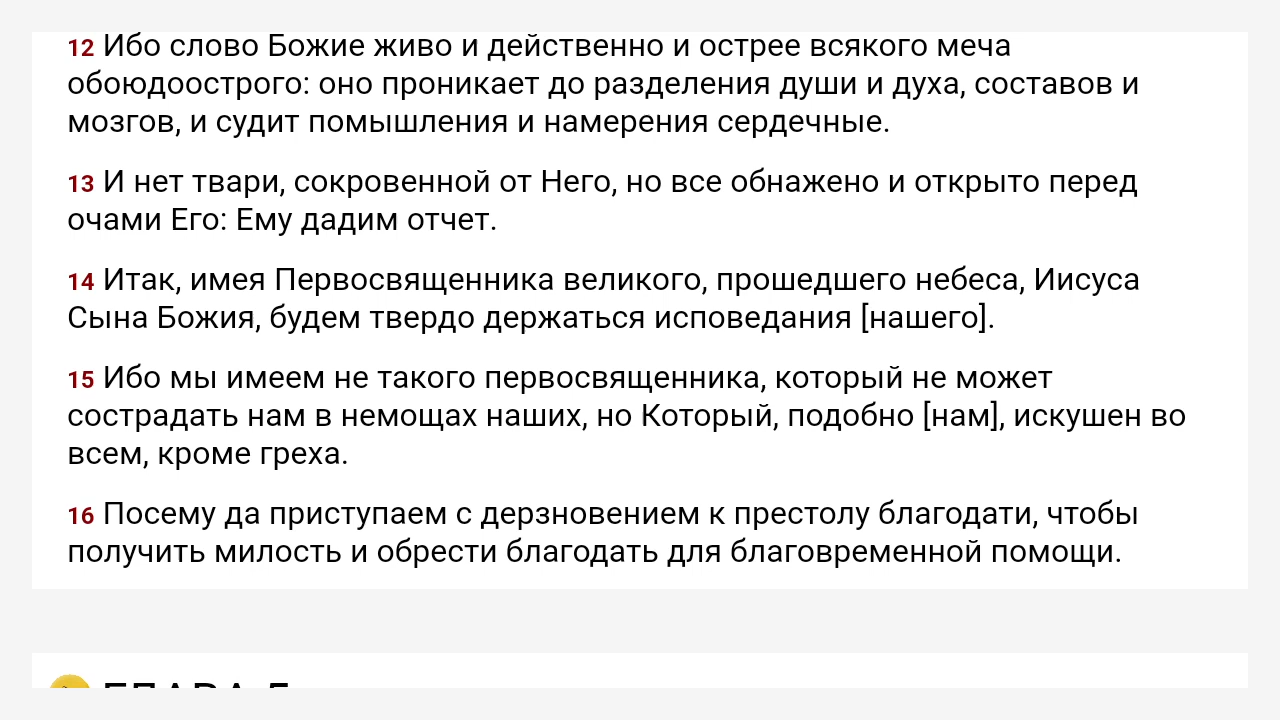 12 Ибо слово Божие живо и действенно и острее всякого меча
обоюдоострого: оно проникает до разделения души и духа, составов и
мозгов, и судит помышления и намерения сердечные.
13 И нет твари, сокровенной от Него, но все обнажено и открыто перед
очами Его: Ему дадим отчет.
14 Итак, имея Первосвященника великого, прошедшего небеса, Иисуса
Сына Божия, будем твердо держаться исповедания [нашего].
15 Ибо мы имеем не такого первосвященника, который не может
сострадать нам в немощах наших, но Который, подобно [нам], искушен во
всем, кроме греха.
16 Посему да приступаем с дерзновением к престолу благодати, чтобы
получить милость и обрести благодать для благовременной помощи.